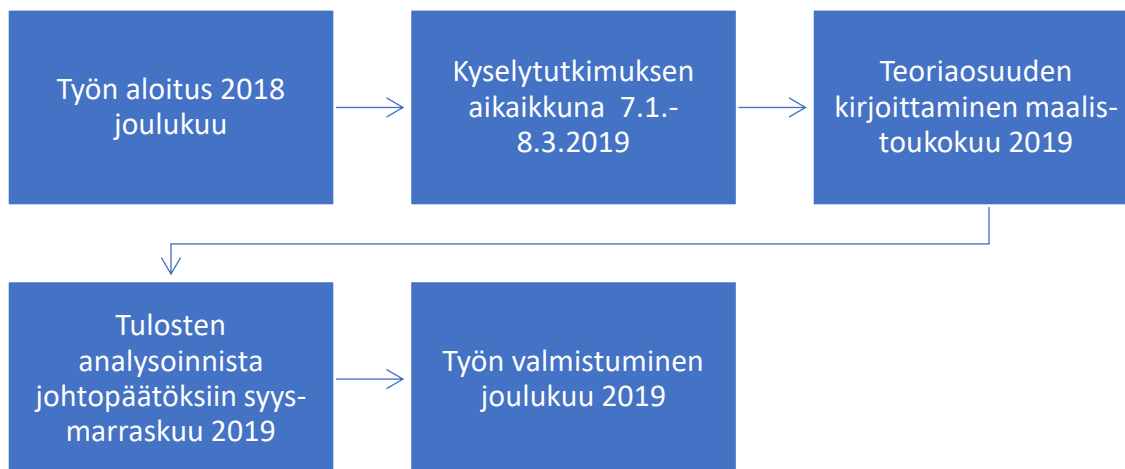 Työn aloitus 2018
joulukuu
Kyselytutkimuksen
aikaikkuna 7.1.-
8.3.2019
Teoriaosuuden
kirjoittaminen maalis-
toukokuu 2019
Tulosten
analysoinnista
johtopäätöksiin syys-
marraskuu 2019
Työn valmistuminen
joulukuu 2019